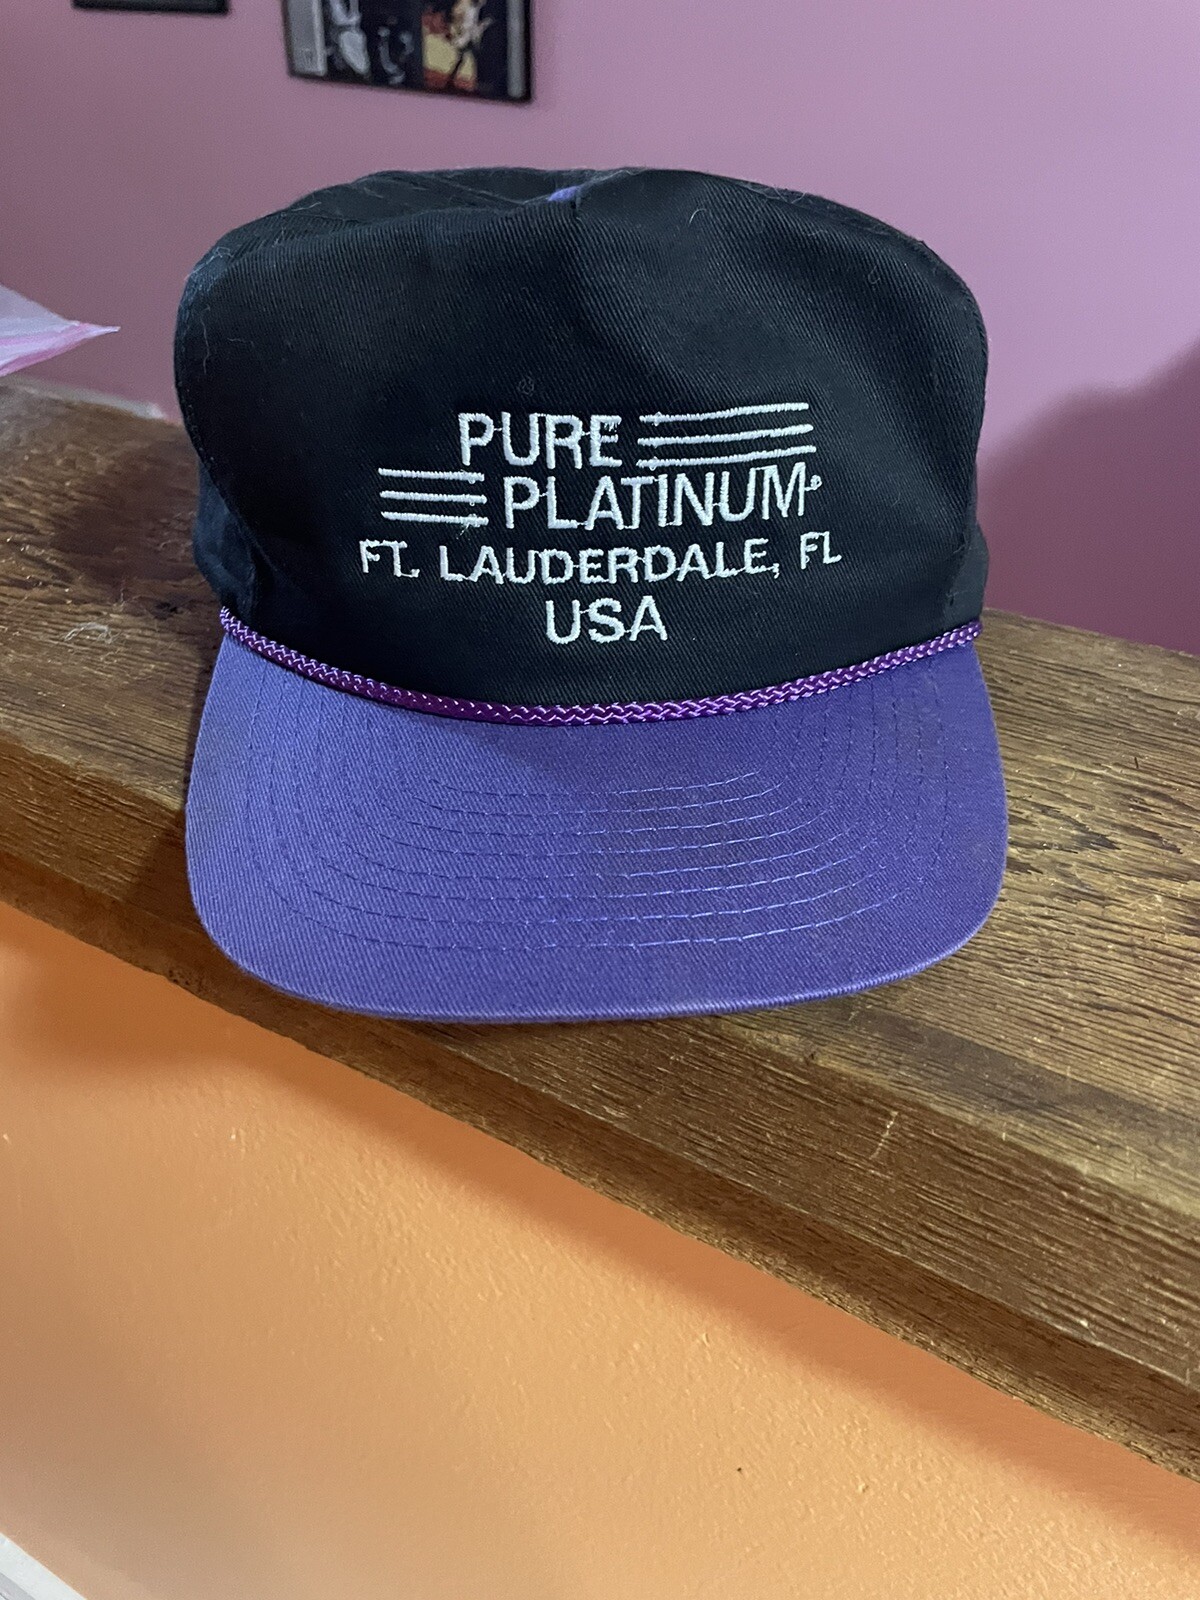 PURE
PLATINUM®
FT. LAUDERDALE, FL
USA